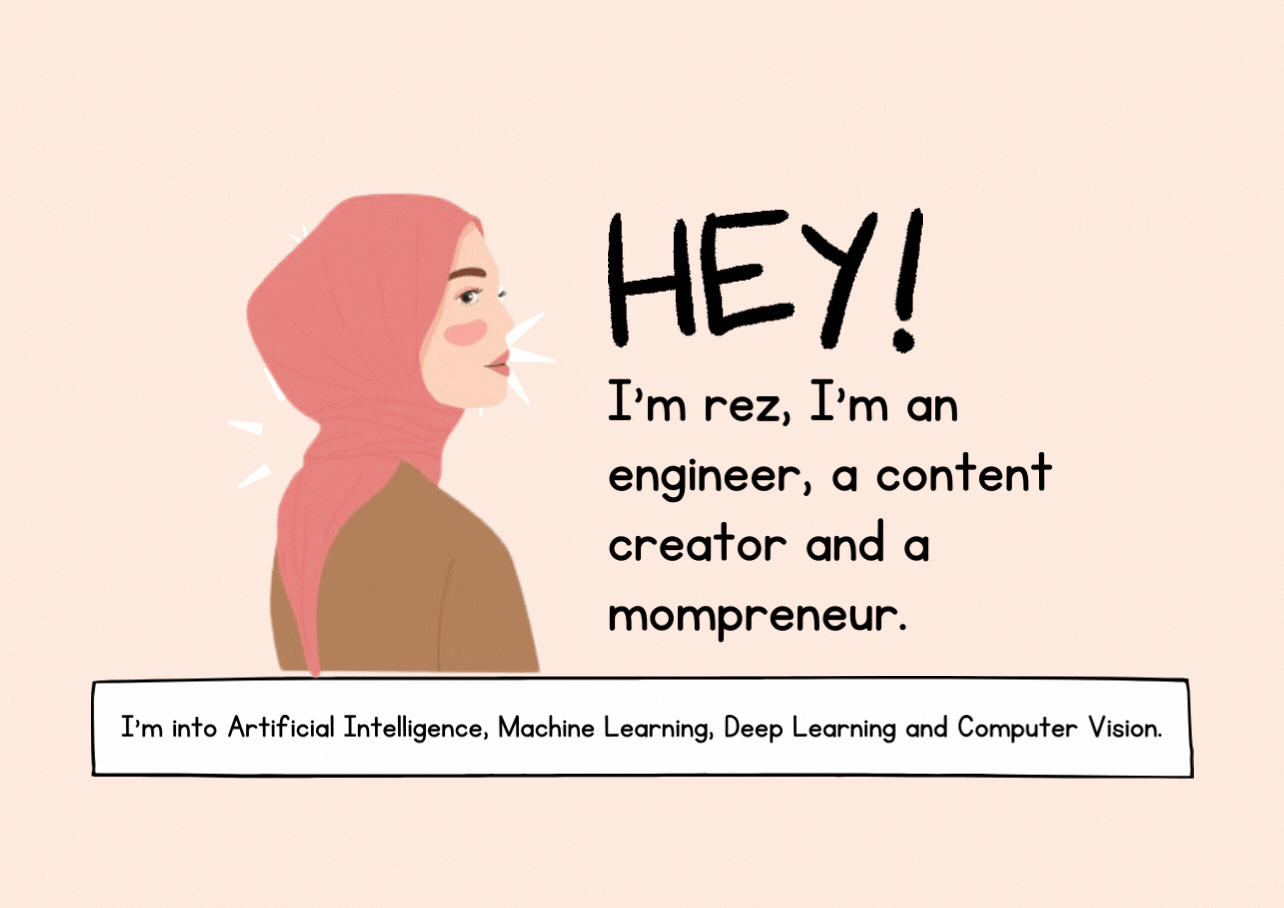 HEY!
I'm rez, I'm an
engineer, a content
creator and a
mompreneur.
I'm into Artificial Intelligence, Machine Learning, Deep Learning and Computer Vision.